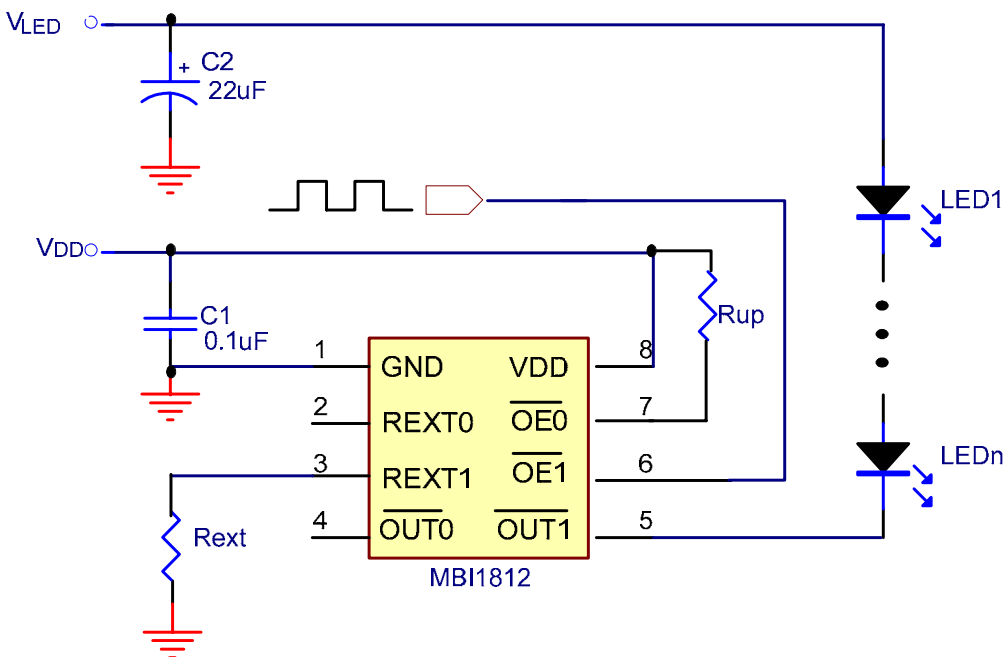 VLED
+ C2
22uF
LED1
VDD
C1
0.1uF
Rup
1 GND VDD 8
2 REXT0 OE0 7
3 REXT1 OE1 6
4 OUT0 OUT1 5
LEDn
Rext
MBI1812